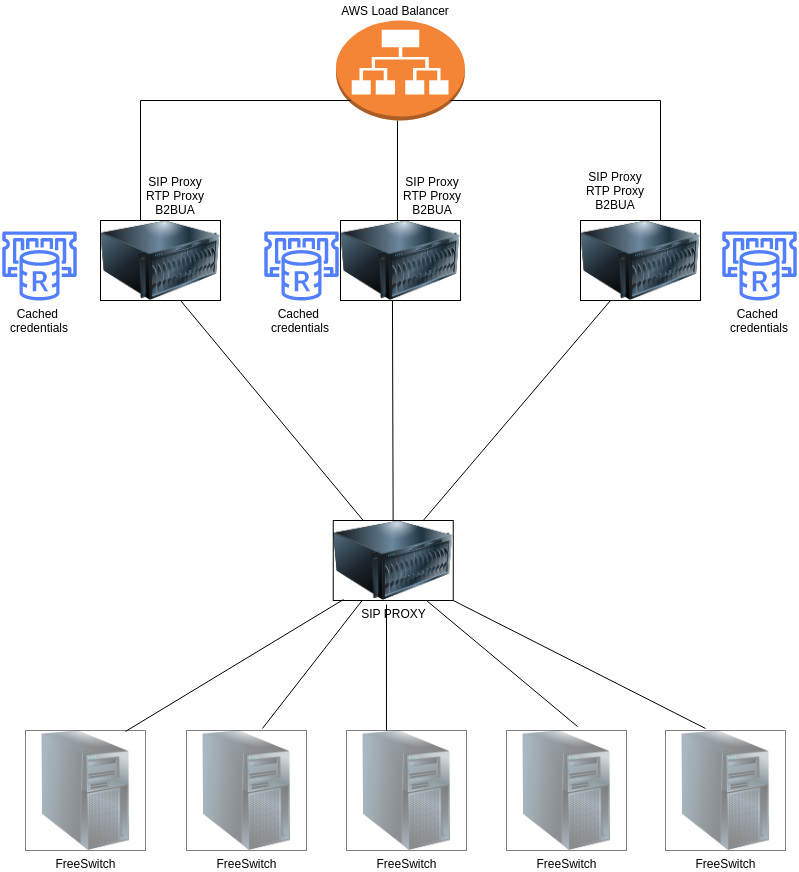 AWS Load Balancer
SIP Proxy
RTP Proxy
B2BUA
SIP Proxy
RTP Proxy
B2BUA
SIP Proxy
RTP Proxy
B2BUA
R
Cached
credentials
R
Cached
credentials
R
Cached
credentials
SIP PROXY
FreeSwitch
FreeSwitch
FreeSwitch
FreeSwitch
FreeSwitch